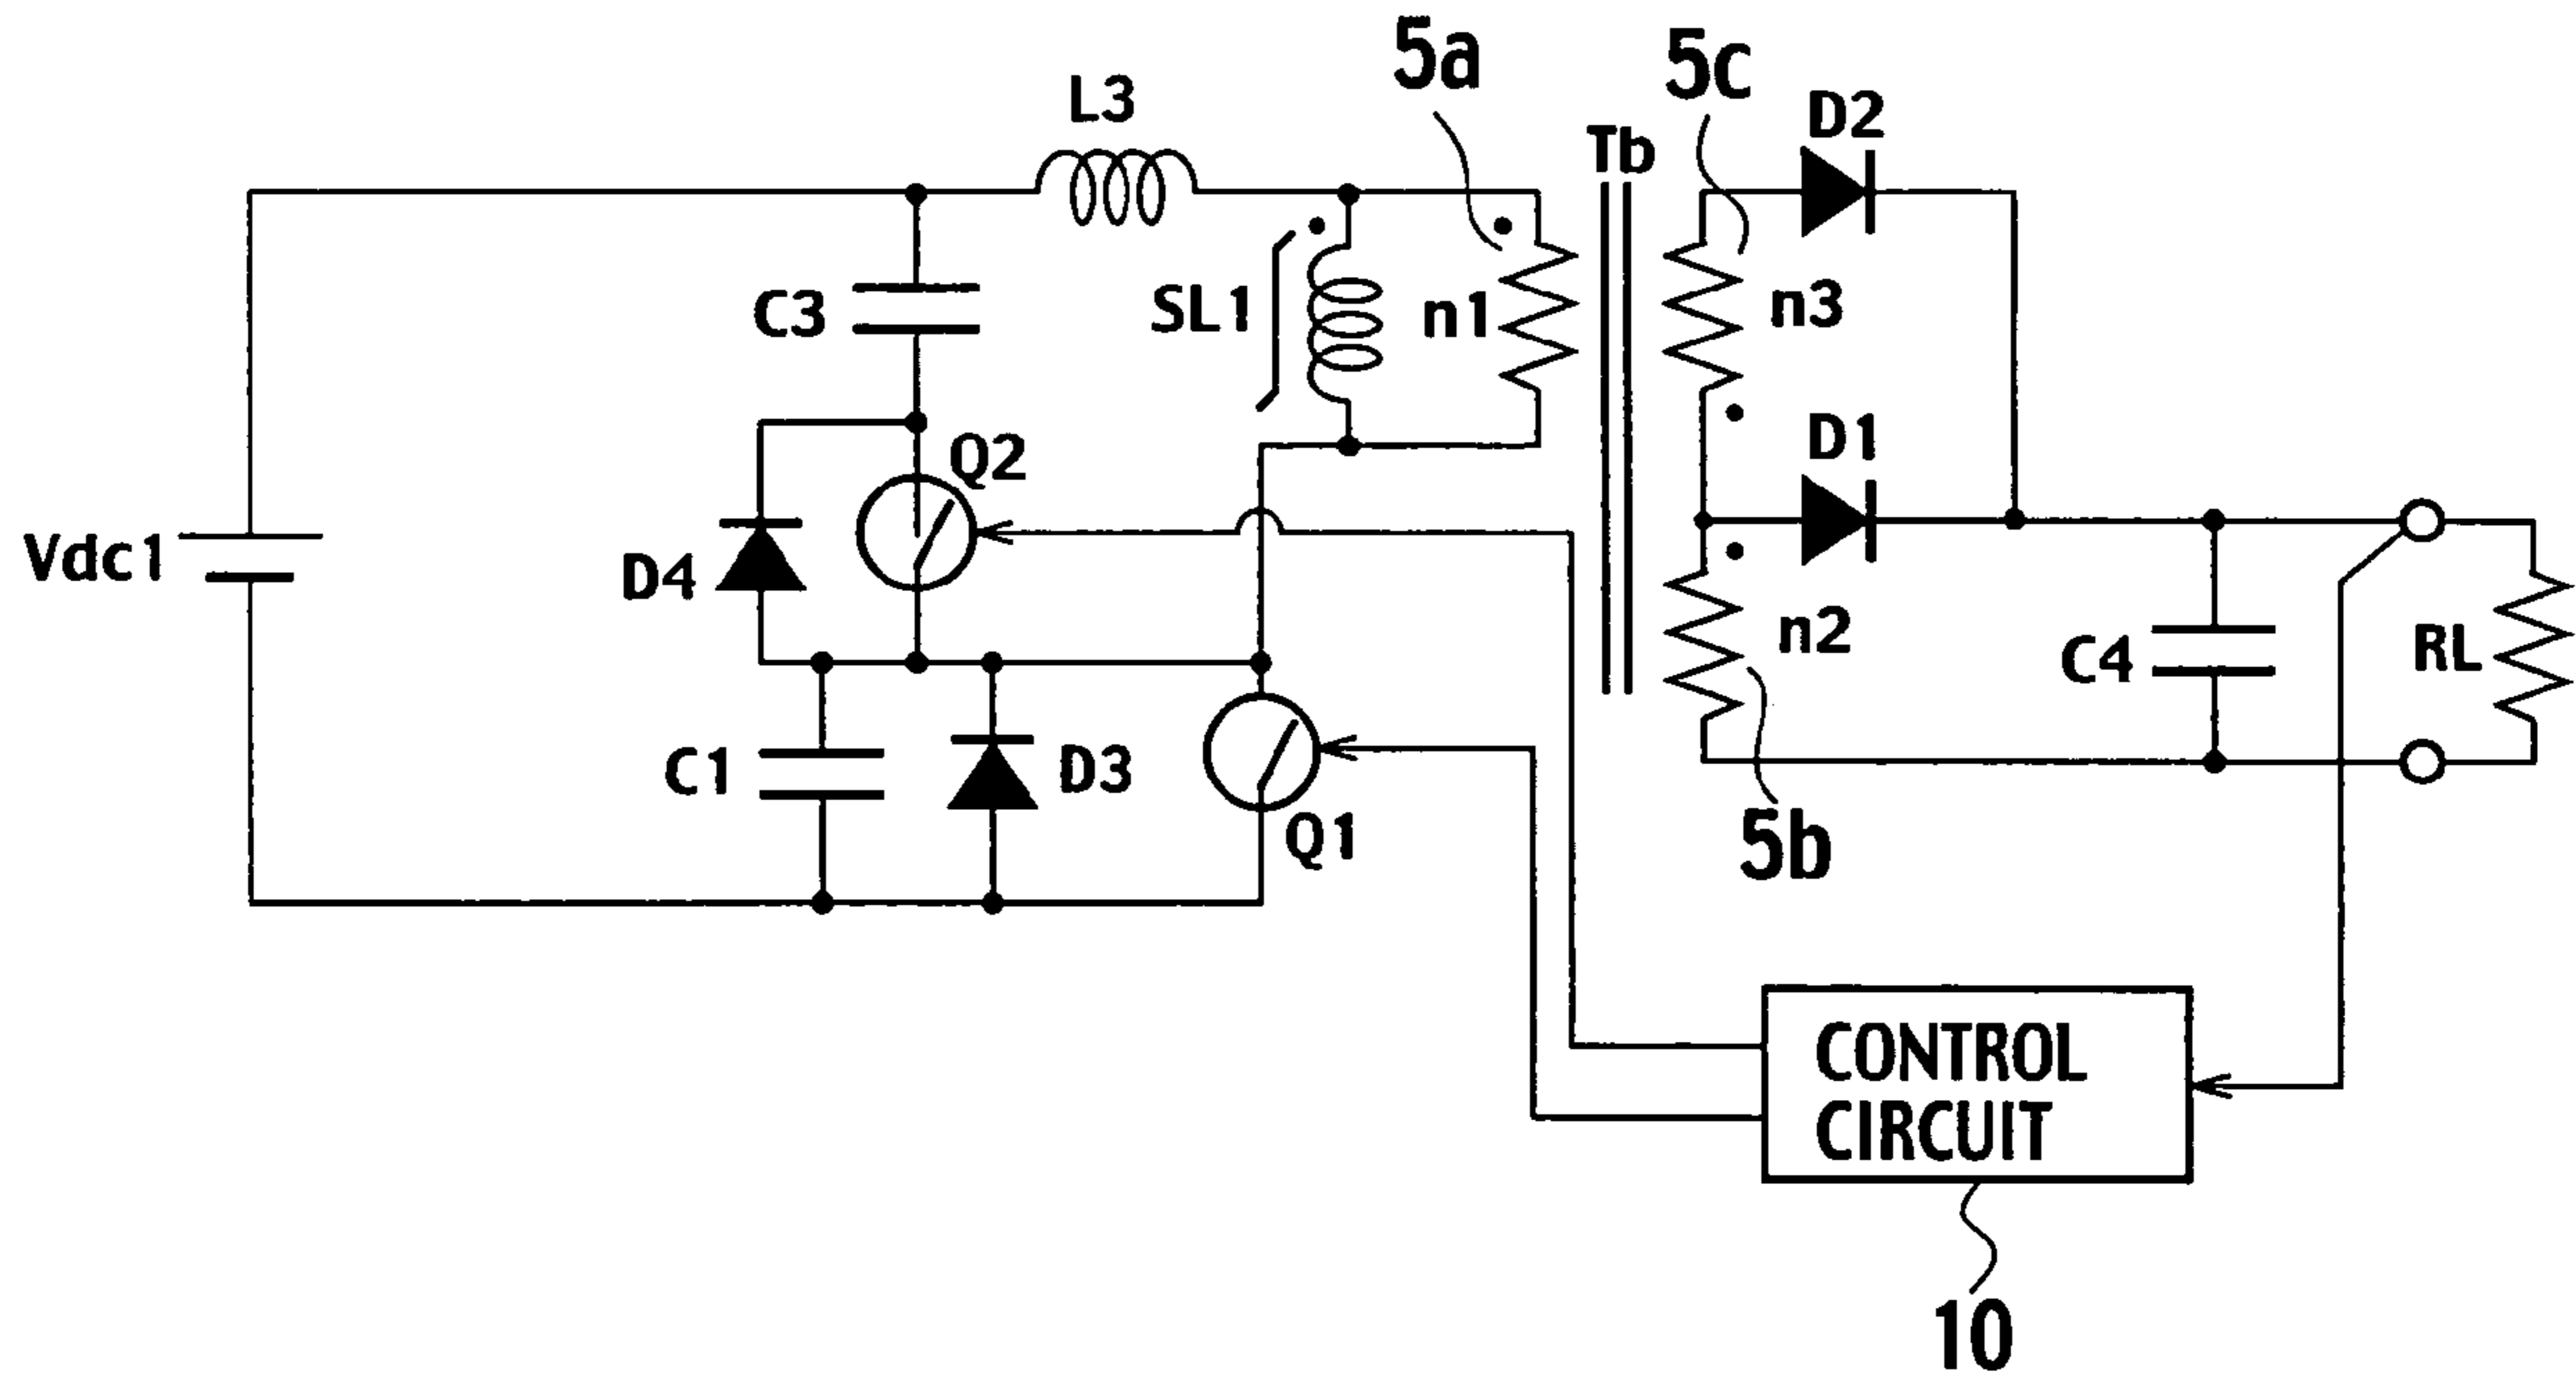 5a
5c
L3
D2
Tb
C3
SL1
n1
n3
Q2
D1
Vdc1
D4
n2
C4
RL
C1
D3
Q1
5b
CONTROL
CIRCUIT
10